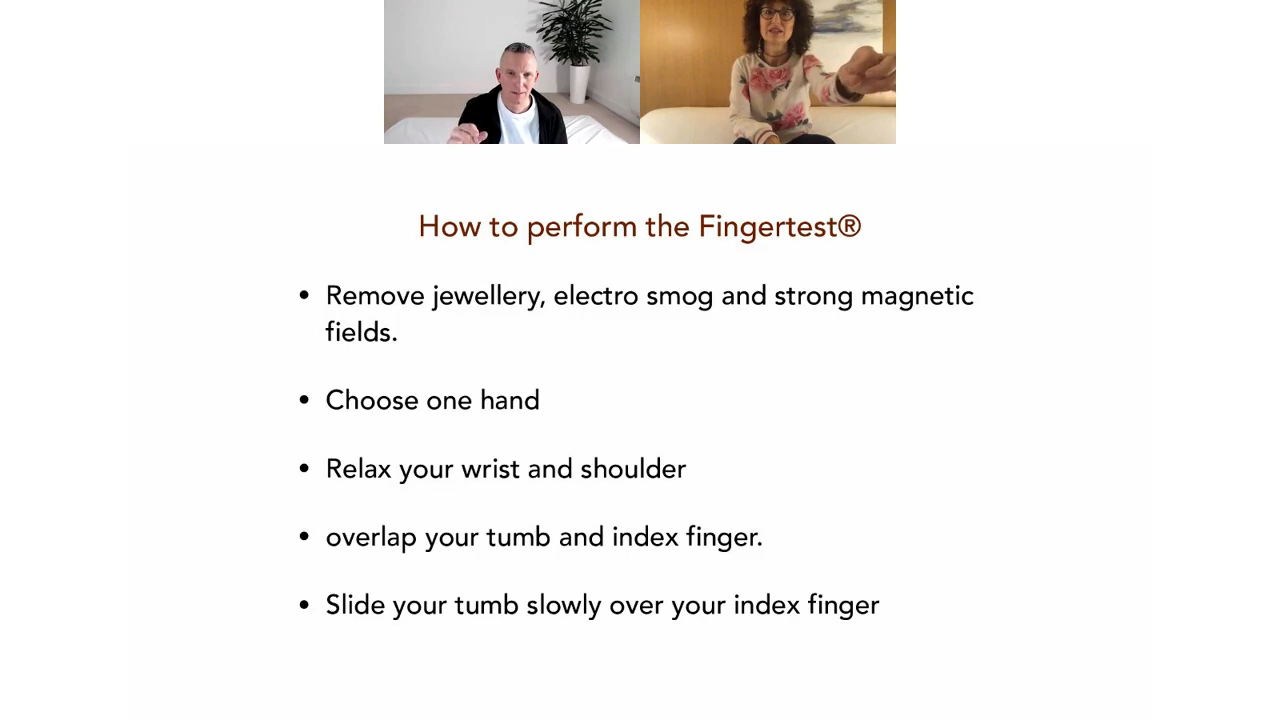 How to perform the Fingertest®
• Remove jewellery, electro smog and strong magnetic
fields.
• Choose one hand
• Relax your wrist and shoulder
• overlap your tumb and index finger.
• Slide your tumb slowly over your index finger